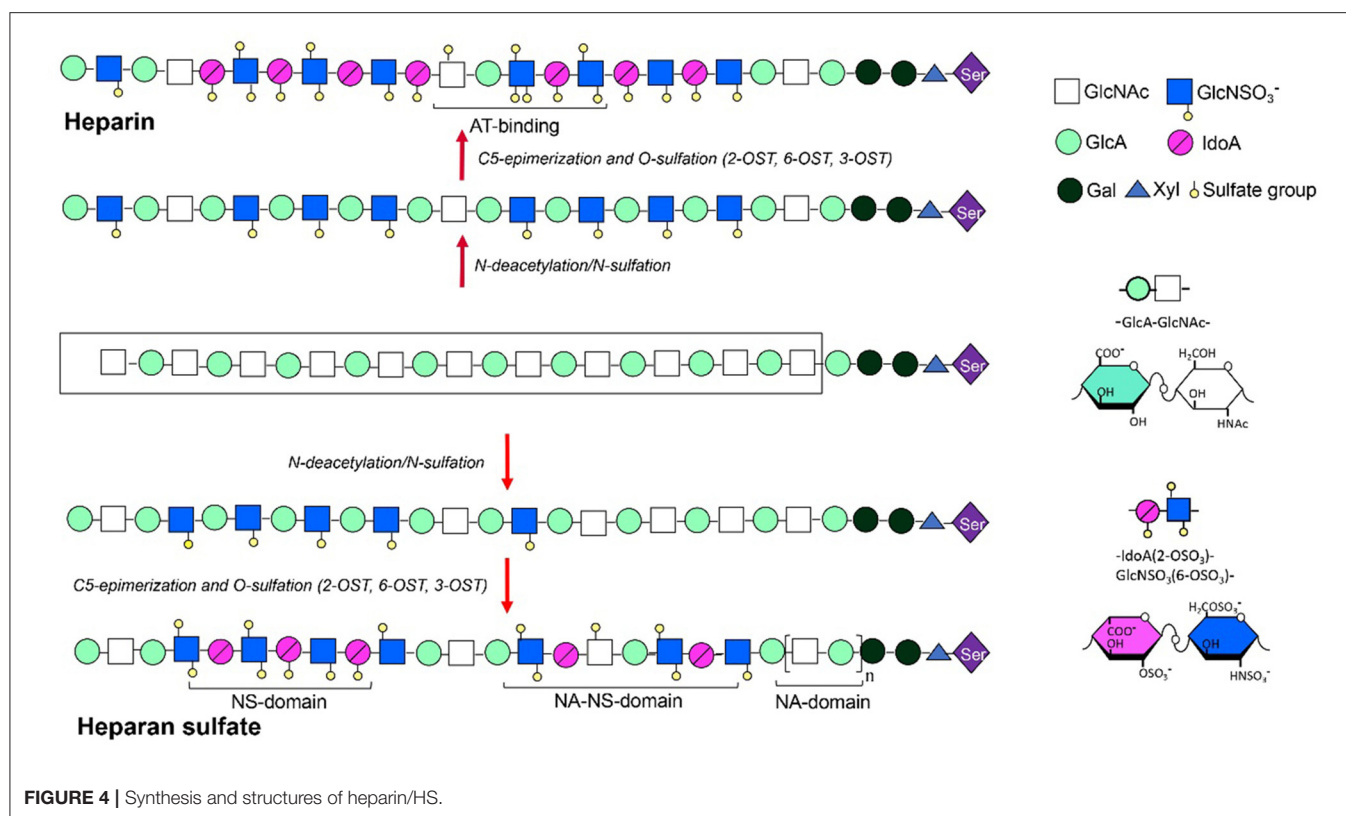 Ser
Heparin
AT-binding
C5-epimerization and O-sulfation (2-OST, 6-OST, 3-OST)
Ser
N-deacetylation/N-sulfation
Ser
N-deacetylation/N-sulfation
Ser
C5-epimerization and O-sulfation (2-OST, 6-OST, 3-OST)
Ser
n
NS-domain NA-NS-domain NA-domain
Heparan sulfate
GlcNAc GlcNSO₃⁻
GlcA IdoA
Gal Xyl Sulfate group
-GlcA-GlcNAc-
COO⁻ H₂COH
OH OH
OH HNAc
-IdoA(2-OSO₃)-
GlcNSO₃(6-OSO₃)-
H₂COSO₃⁻
COO⁻
OH OH
OSO₃⁻ HNSO₃⁻
FIGURE 4 | Synthesis and structures of heparin/HS.